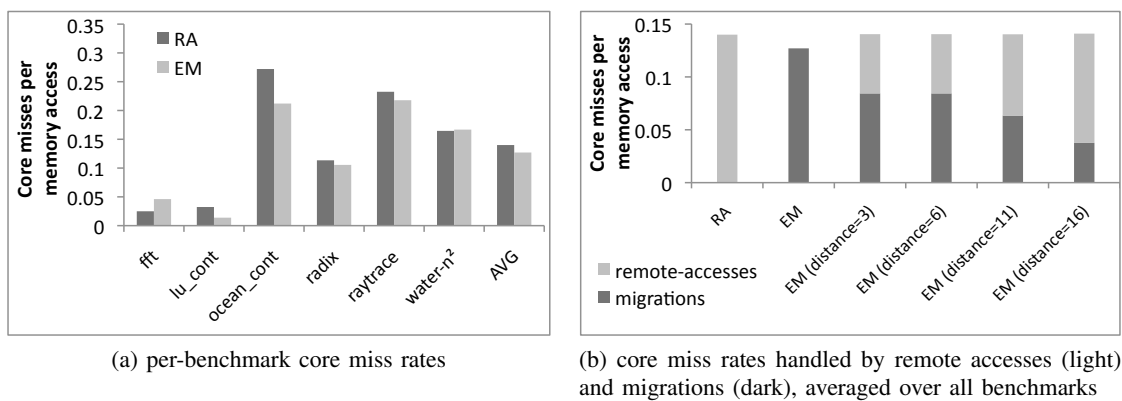 0.35
0.3
0.25
0.2
0.15
0.1
0.05
0
Core misses per
memory access
RA
EM
fft
lu_cont
ocean_cont
radix
raytrace
water-n²
AVG
(a) per-benchmark core miss rates
0.15
0.1
0.05
0
Core misses per
memory access
RA
EM
EM (distance=3)
EM (distance=6)
EM (distance=11)
EM (distance=16)
remote-accesses
migrations
(b) core miss rates handled by remote accesses (light)
and migrations (dark), averaged over all benchmarks